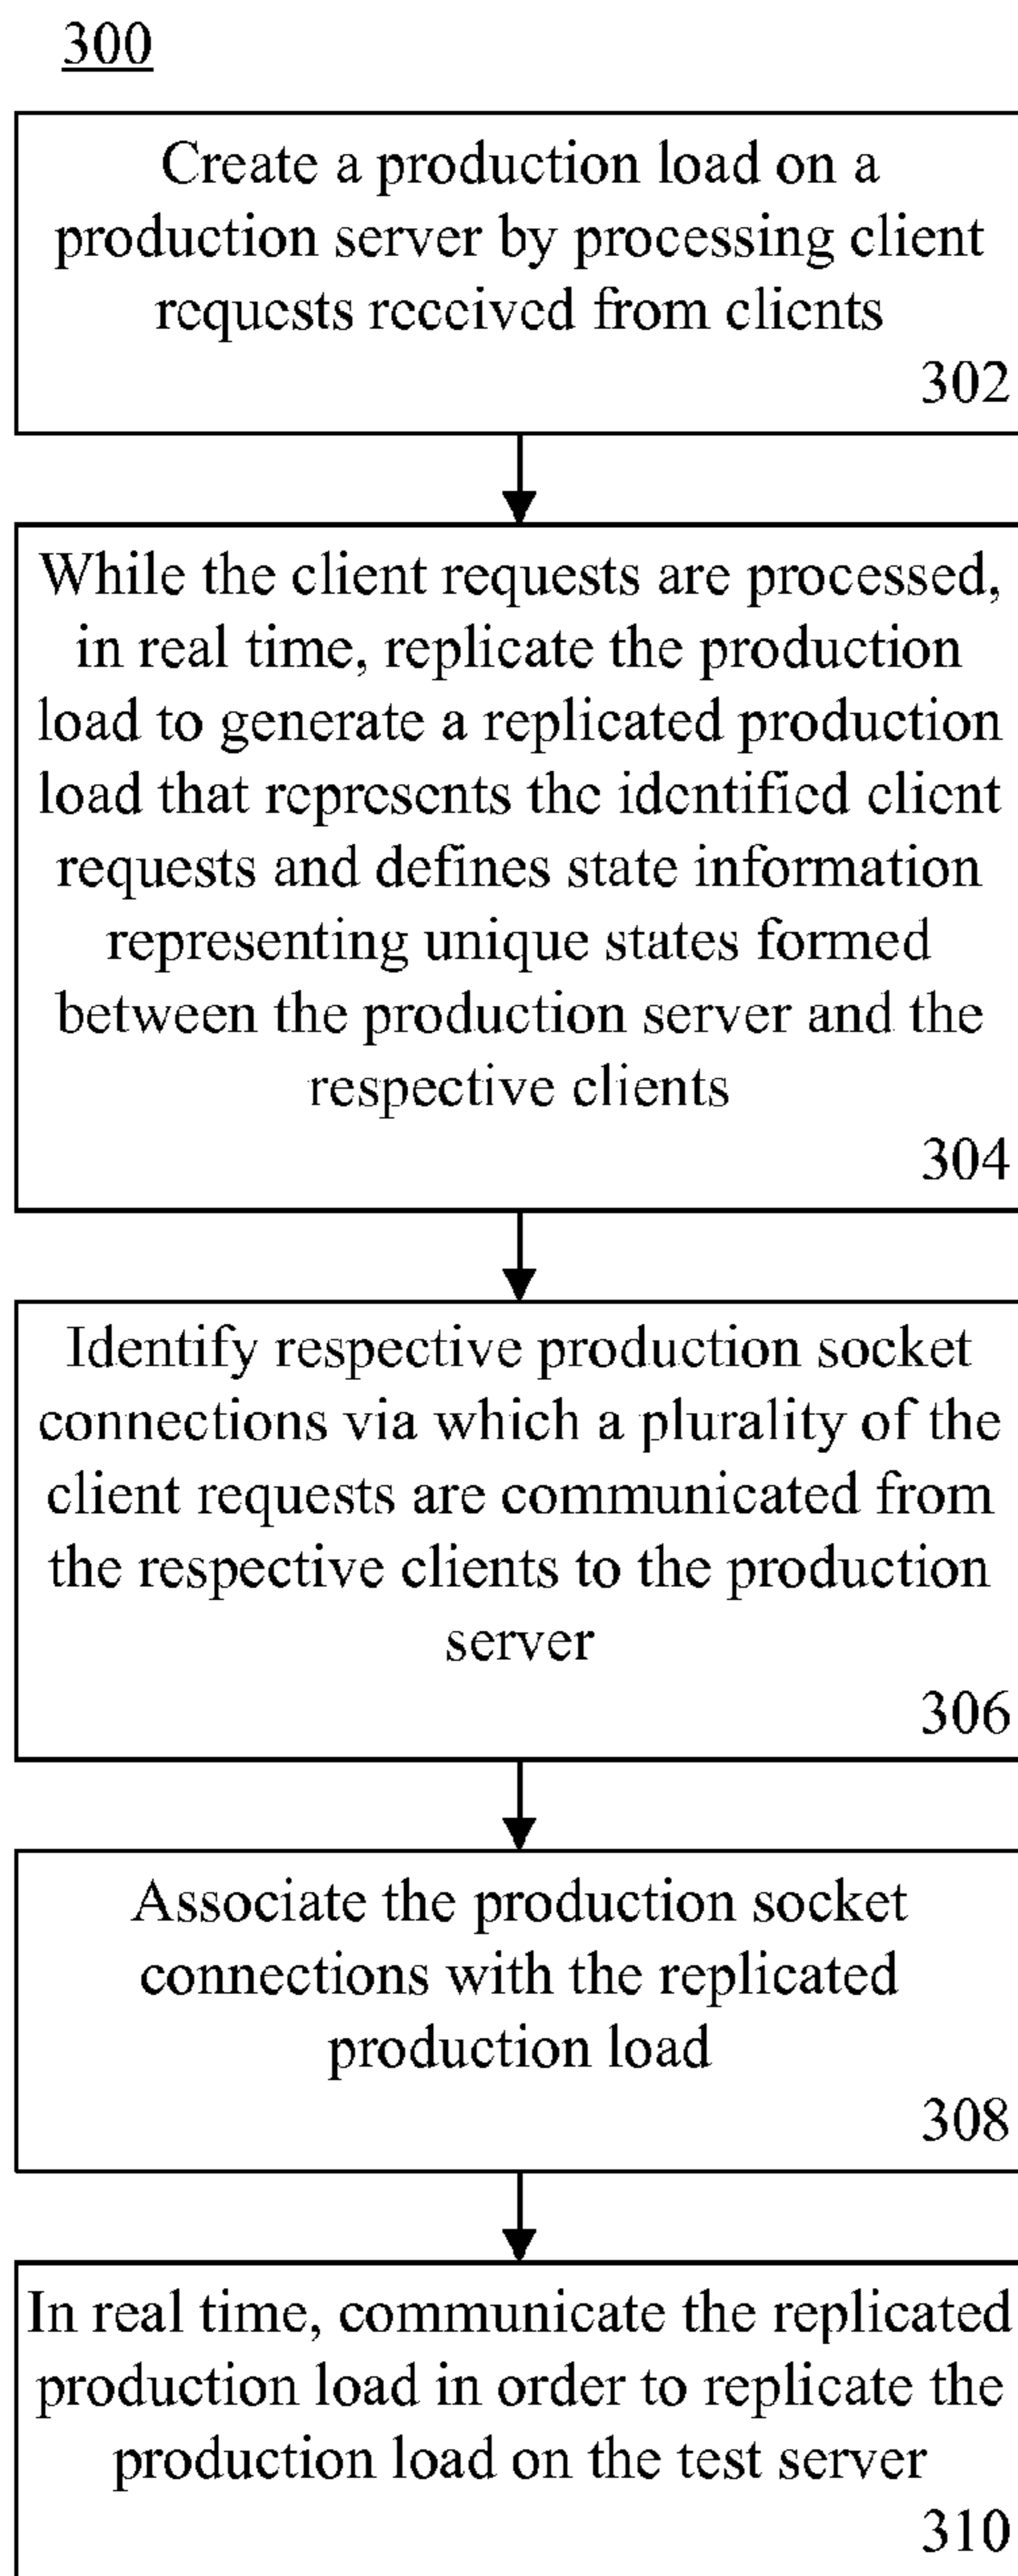 300
Create a production load on a
production server by processing client
requests received from clients
302
While the client requests are processed,
in real time, replicate the production
load to generate a replicated production
load that represents the identified client
requests and defines state information
representing unique states formed
between the production server and the
respective clients
304
Identify respective production socket
connections via which a plurality of the
client requests are communicated from
the respective clients to the production
server
306
Associate the production socket
connections with the replicated
production load
308
In real time, communicate the replicated
production load in order to replicate the
production load on the test server
310